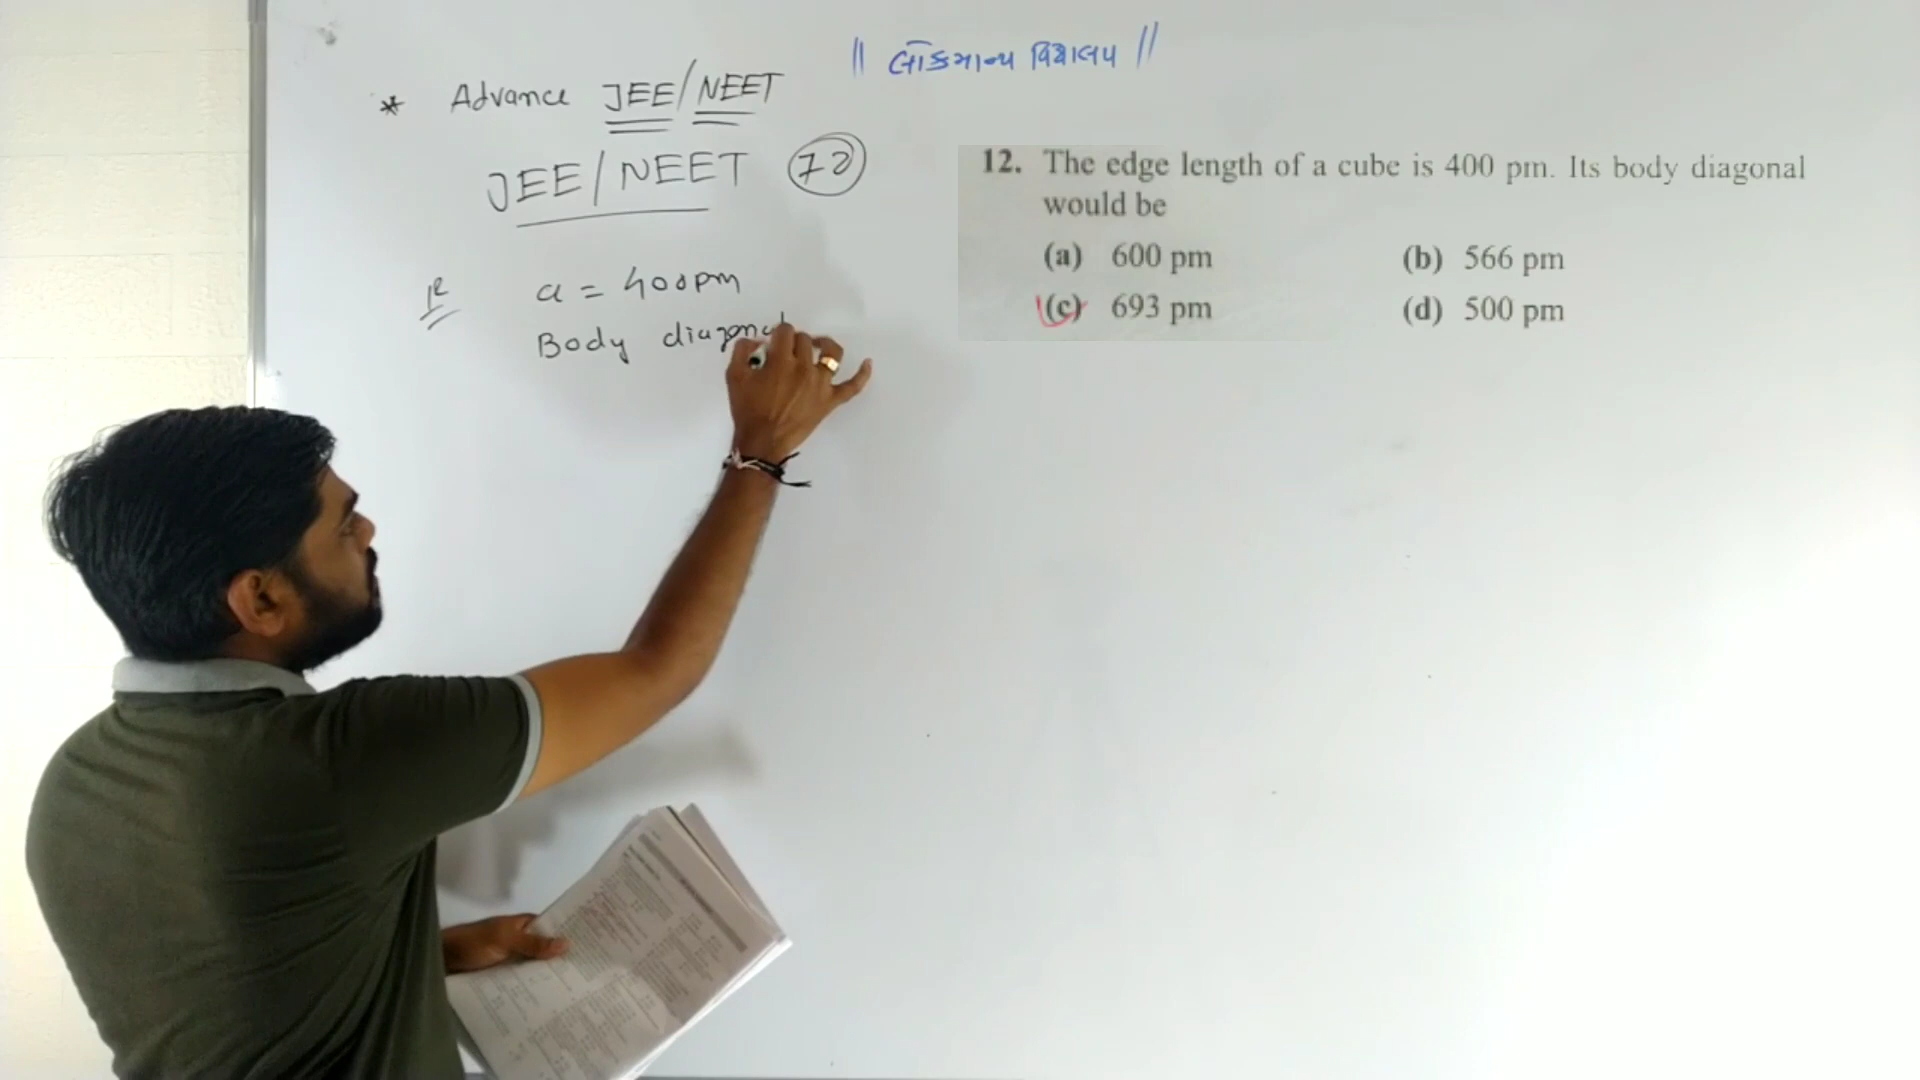 || લોકમાન્ય વિદ્યાલય ||
* Advance JEE/NEET
JEE/NEET 72
12. The edge length of a cube is 400 pm. Its body diagonal
would be
(a) 600 pm (b) 566 pm
(c) 693 pm (d) 500 pm
a = 400pm
Body diagonal